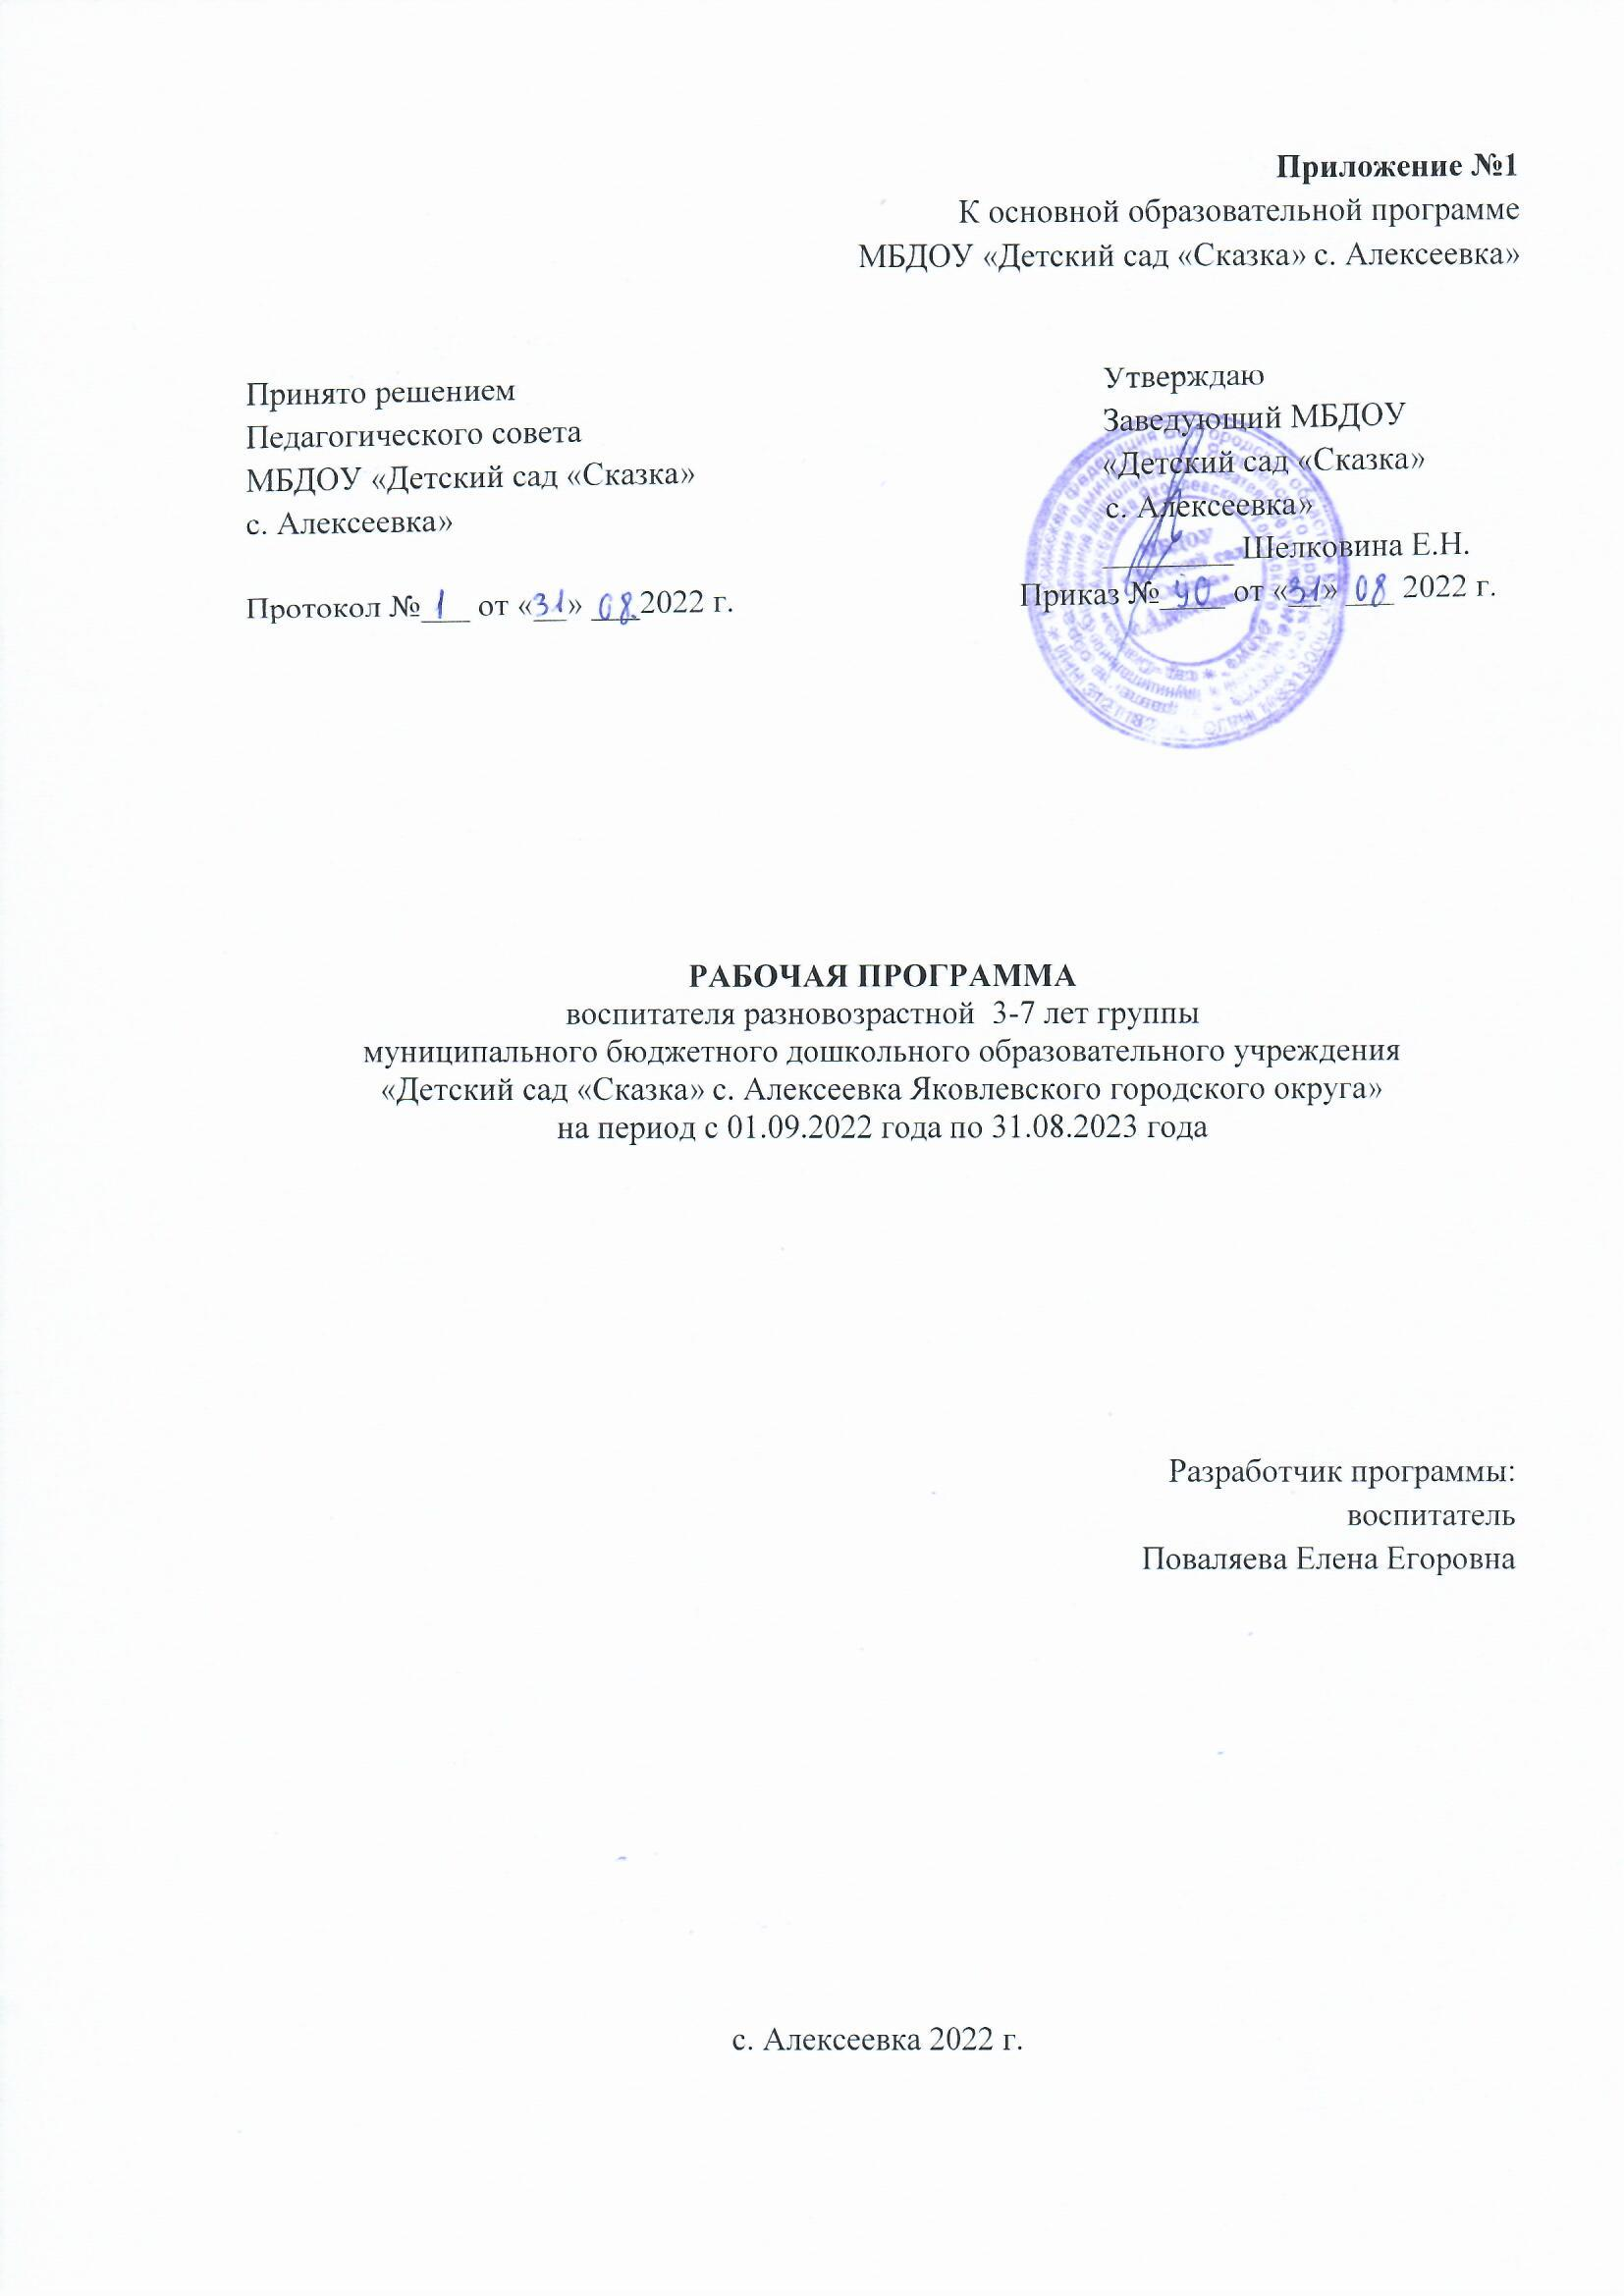 Приложение №1
К основной образовательной программе
МБДОУ «Детский сад «Сказка» с. Алексеевка»
Принято решением
Педагогического совета
МБДОУ «Детский сад «Сказка»
с. Алексеевка»
Протокол № 1 от «31» 08.2022 г.
Утверждаю
Заведующий МБДОУ
«Детский сад «Сказка»
с. Алексеевка»
Шелковина Е.Н.
Приказ № 90 от «31» 08 2022 г.
РАБОЧАЯ ПРОГРАММА
воспитателя разновозрастной 3-7 лет группы
муниципального бюджетного дошкольного образовательного учреждения
«Детский сад «Сказка» с. Алексеевка Яковлевского городского округа»
на период с 01.09.2022 года по 31.08.2023 года
Разработчик программы:
воспитатель
Поваляева Елена Егоровна
с. Алексеевка 2022 г.